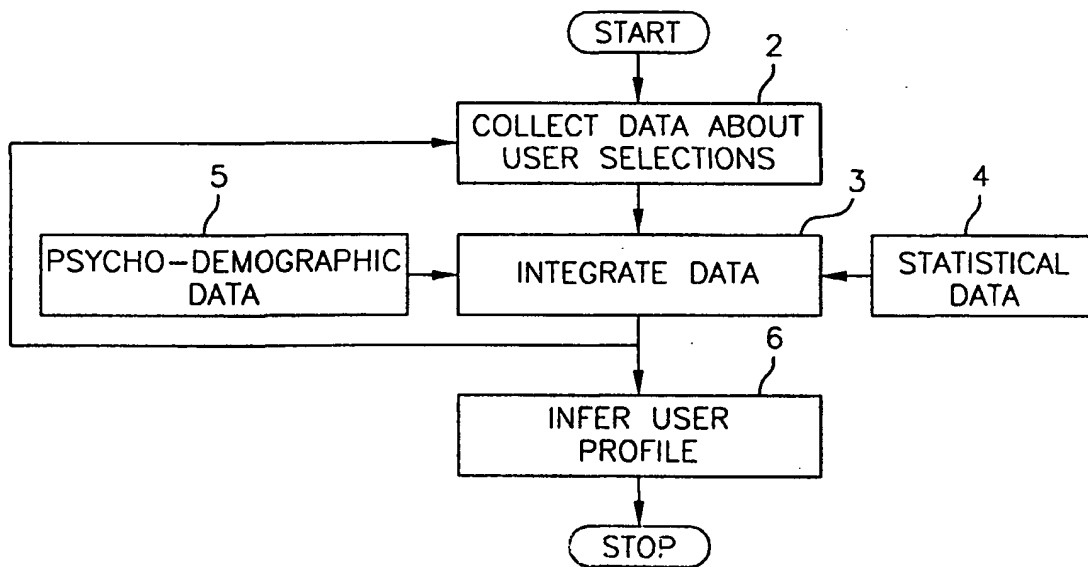 START
2
COLLECT DATA ABOUT
USER SELECTIONS
5
3
4
PSYCHO-DEMOGRAPHIC
DATA
INTEGRATE DATA
STATISTICAL
DATA
6
INFER USER
PROFILE
STOP